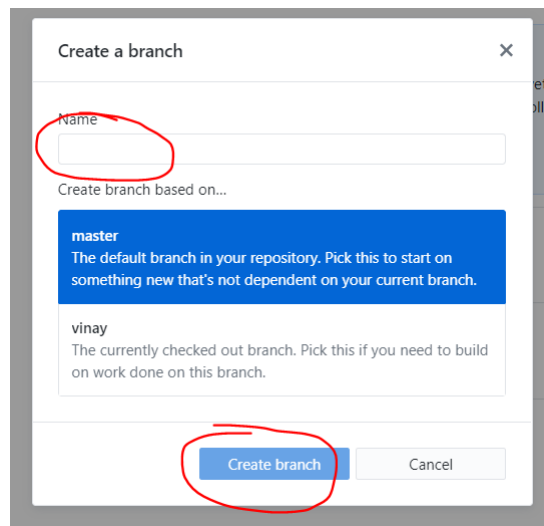 Create a branch
Name
Create branch based on...
master
The default branch in your repository. Pick this to start on
something new that's not dependent on your current branch.
vinay
The currently checked out branch. Pick this if you need to build
on work done on this branch.
Create branch
Cancel